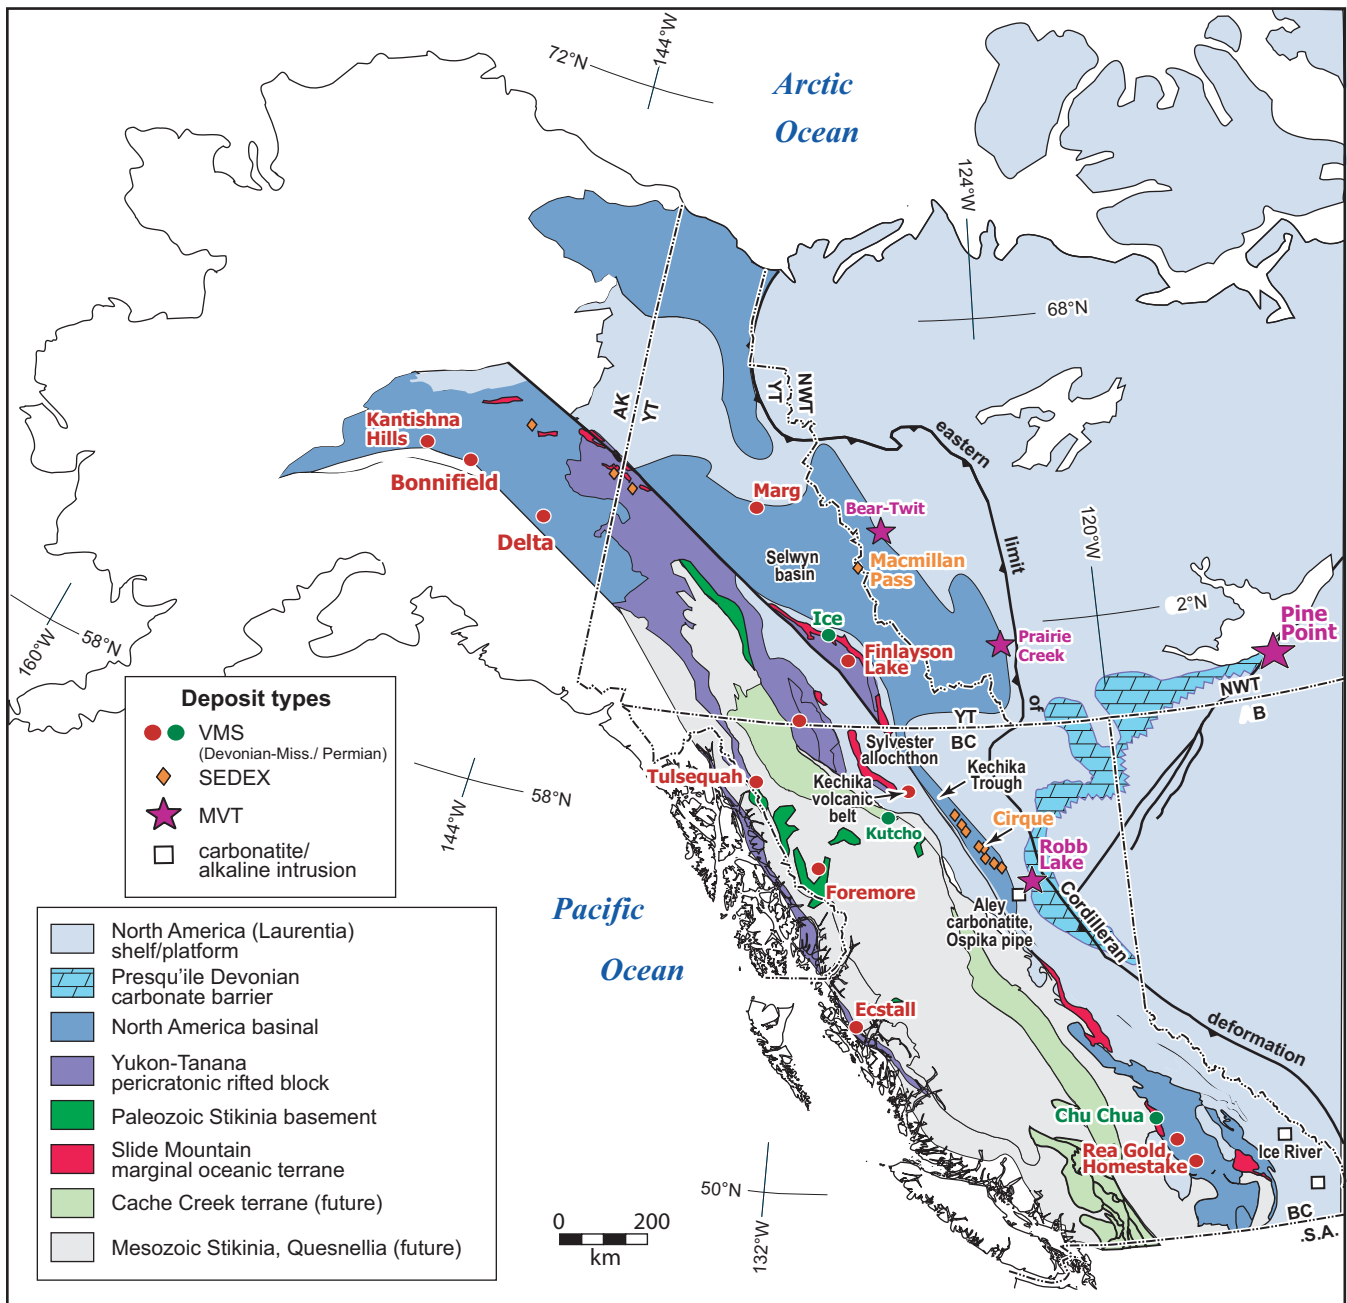 144°W
72°N
Arctic
Ocean
124°W
68°N
AK
YT
YT
NWT
eastern
Kantishna
Hills
Bonnifield
Delta
Marg
Bear-Twit
Selwyn
basin
Macmillan
Pass
limit
120°W
2°N
Pine
Point
58°N
160°W
Ice
Finlayson
Lake
Prairie
Creek
of
NWT
B
YT
BC
Deposit types
VMS
(Devonian-Miss./ Permian)
SEDEX
MVT
carbonatite/
alkaline intrusion
Sylvester
allochthon
Kechika
Trough
Tulsequah
Kechika
volcanic
belt
Kutcho
Cirque
Robb
Lake
58°N
144°W
Foremore
Aley
carbonatite,
Ospika pipe
Cordilleran
Pacific
Ocean
North America (Laurentia)
shelf/platform
Presqu'ile Devonian
carbonate barrier
North America basinal
Yukon-Tanana
pericratonic rifted block
Paleozoic Stikinia basement
Slide Mountain
marginal oceanic terrane
Cache Creek terrane (future)
Mesozoic Stikinia, Quesnellia (future)
Ecstall
deformation
Chu Chua
Rea Gold,
Homestake
Ice River
50°N
132°W
0 200
km
BC
.S.A.